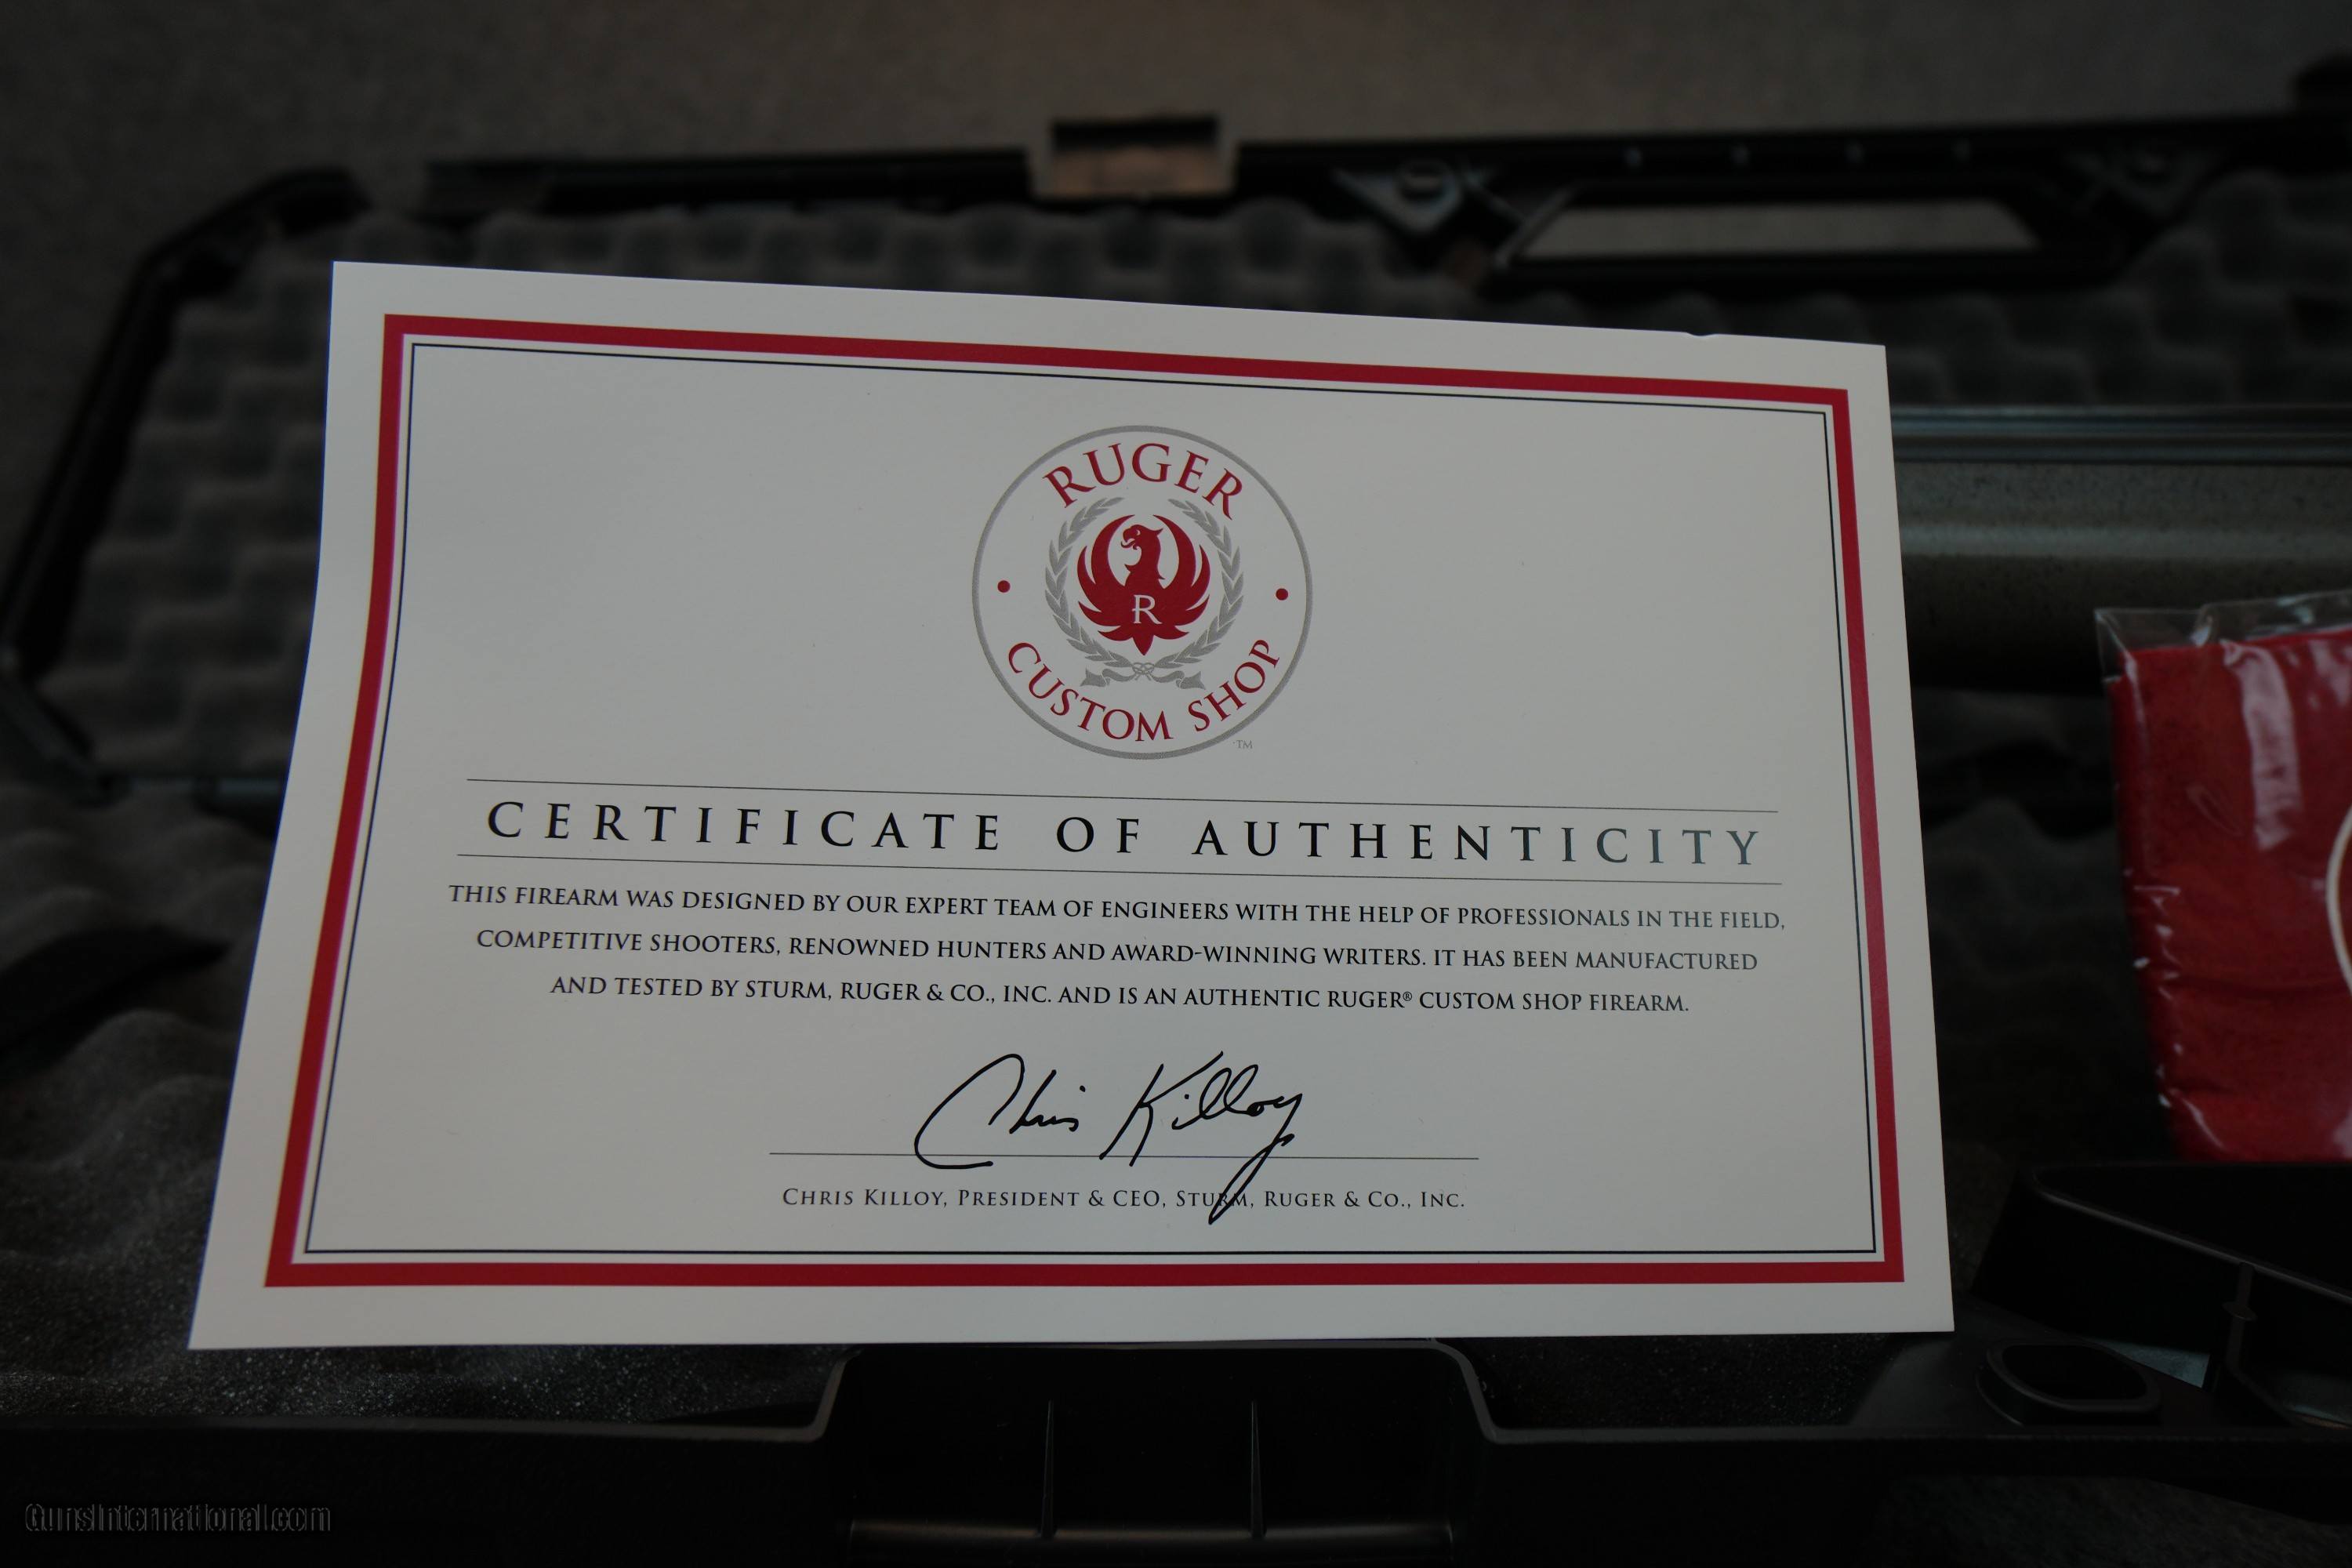 RUGER
R
CUSTOM SHOP
™
CERTIFICATE OF AUTHENTICITY
THIS FIREARM WAS DESIGNED BY OUR EXPERT TEAM OF ENGINEERS WITH THE HELP OF PROFESSIONALS IN THE FIELD,
COMPETITIVE SHOOTERS, RENOWNED HUNTERS AND AWARD-WINNING WRITERS. IT HAS BEEN MANUFACTURED
AND TESTED BY STURM, RUGER & CO., INC. AND IS AN AUTHENTIC RUGER® CUSTOM SHOP FIREARM.
Chris Killoy
CHRIS KILLOY, PRESIDENT & CEO, STURM, RUGER & CO., INC.
GunsInternational.com